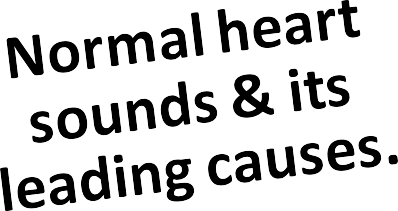 Normal heart
sounds & its
leading causes.